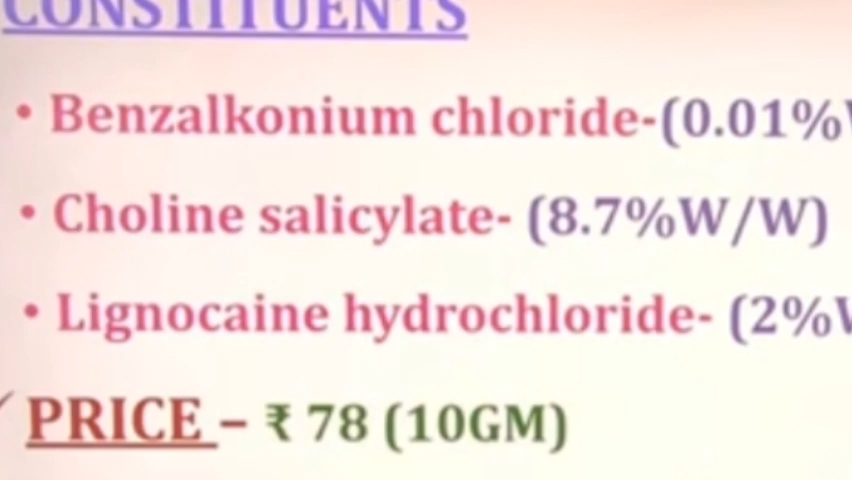 CONSTITUENTS
• Benzalkonium chloride-(0.01%
• Choline salicylate- (8.7%W/W)
• Lignocaine hydrochloride- (2%
PRICE – ₹ 78 (10GM)